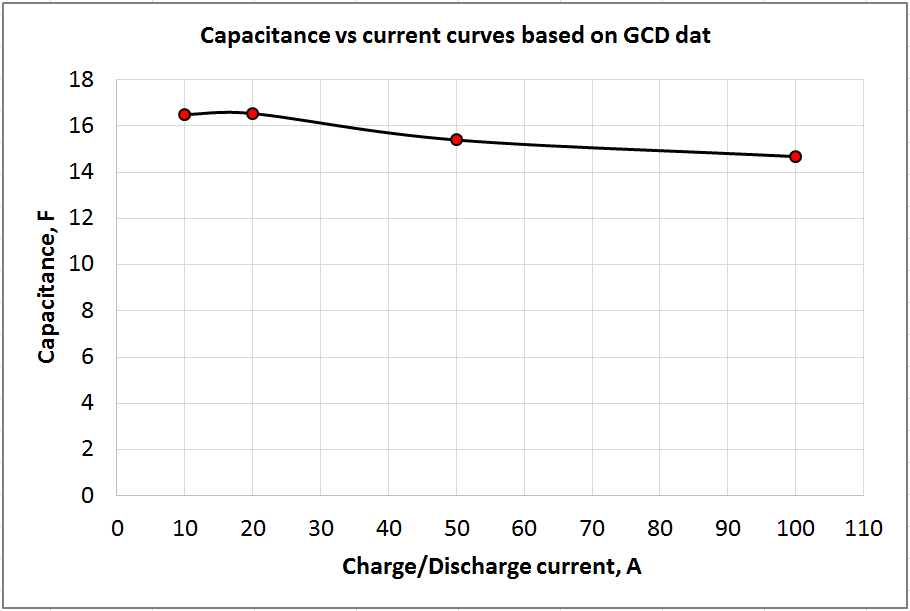 Capacitance vs current curves based on GCD dat
18
16
14
12
10
8
6
4
2
0
Capacitance, F
0 10 20 30 40 50 60 70 80 90 100 110
Charge/Discharge current, A